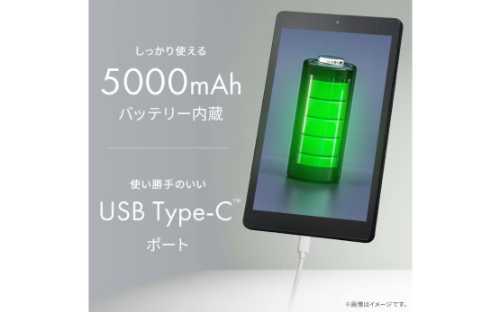 しっかり使える
5000mAh
バッテリー内蔵
使い勝手のいい
USB Type-C™
ポート
※画像はイメージです。